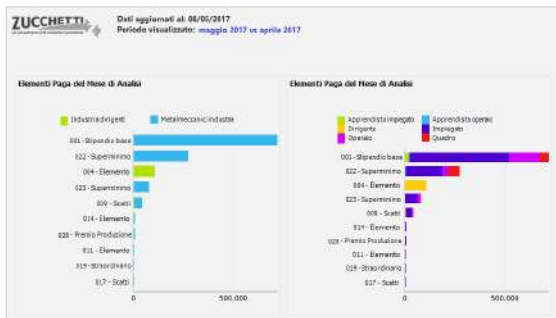 ZUCCHETTI
Dati aggiornati al: 08/06/2017
Periodo visualizzato: maggio 2017 vs aprile 2017
Elementi Paga del Mese di Analisi
Industria dirigenti
Metalmeccanici industria
001 - Stipendio base
022 - Superminimo
004 - Elemento
023 - Superminimo
009 - Scatti
014 - Elemento
028 - Premio Produzione
011 - Elemento
019 - Straordinario
017 - Scatti
0
500.000
Elementi Paga del Mese di Analisi
Apprendista impiegato
Apprendista operaio
Dirigente
Impiegato
Operaio
Quadro
001 - Stipendio base
022 - Superminimo
004 - Elemento
023 - Superminimo
009 - Scatti
014 - Elemento
028 - Premio Produzione
011 - Elemento
019 - Straordinario
017 - Scatti
0
500.000